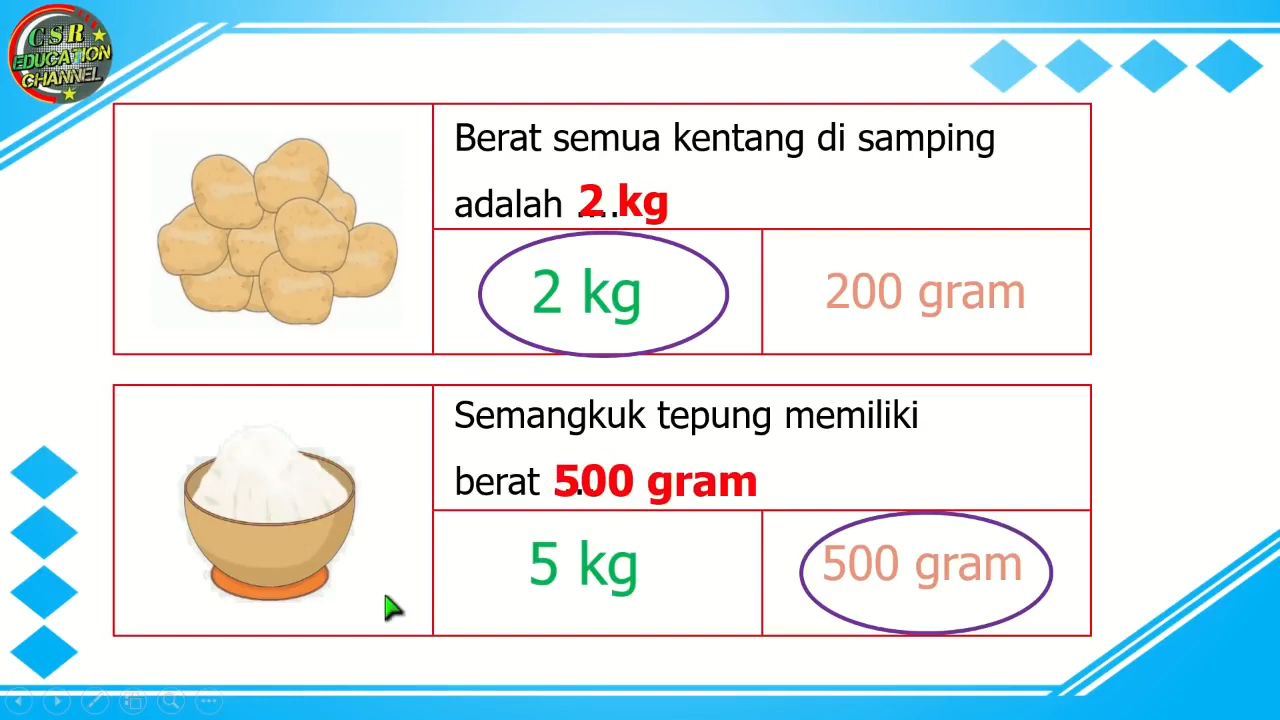 CSR
EDUCATION
CHANNEL
Berat semua kentang di samping
adalah .... 2 kg
2 kg
200 gram
Semangkuk tepung memiliki
berat 500 gram
5 kg
500 gram